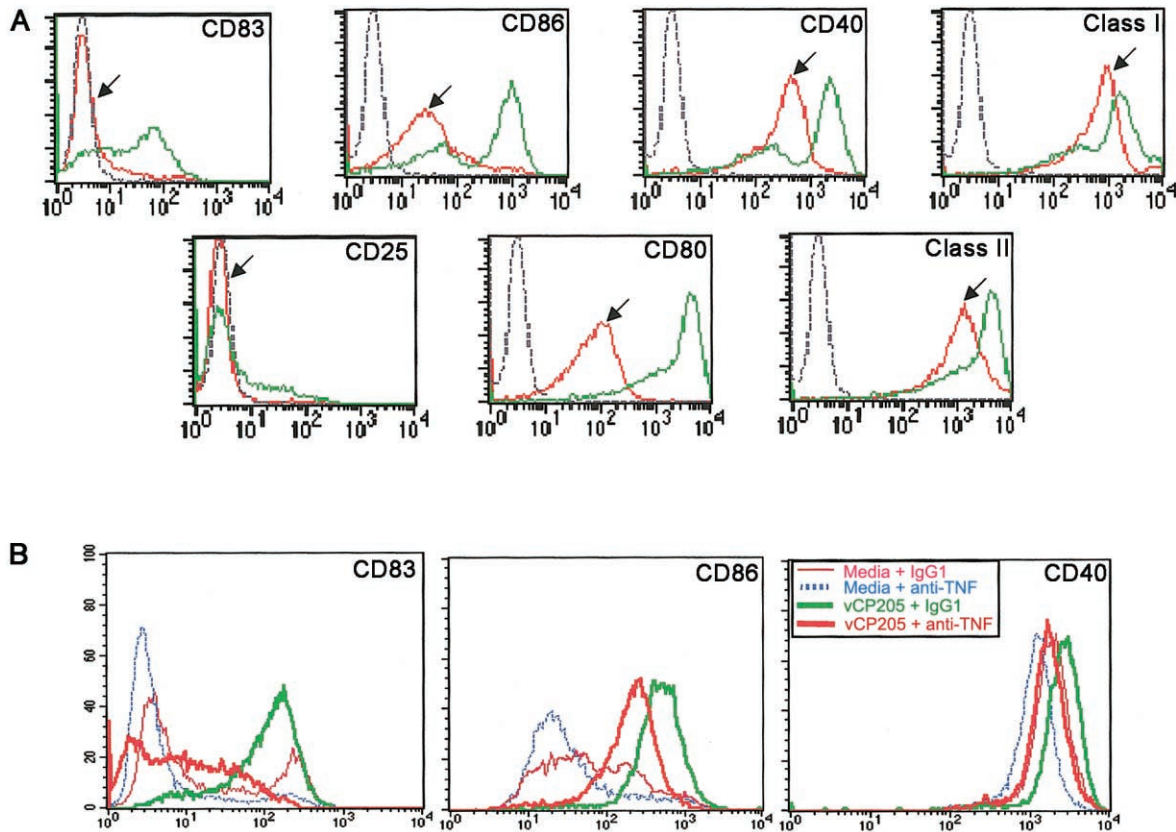 A
CD83
CD86
CD40
Class I
10⁰ 10¹ 10² 10³ 10⁴
10⁰ 10¹ 10² 10³ 10⁴
10⁰ 10¹ 10² 10³ 10⁴
10⁰ 10¹ 10² 10³ 10⁴
CD25
CD80
Class II
10⁰ 10¹ 10² 10³ 10⁴
10⁰ 10¹ 10² 10³ 10⁴
10⁰ 10¹ 10² 10³ 10⁴
B
100
80
60
40
20
0
CD83
CD86
CD40
Media + IgG1
Media + anti-TNF
vCP205 + IgG1
vCP205 + anti-TNF
10⁰ 10¹ 10² 10³ 10⁴
10⁰ 10¹ 10² 10³ 10⁴
10⁰ 10¹ 10² 10³ 10⁴